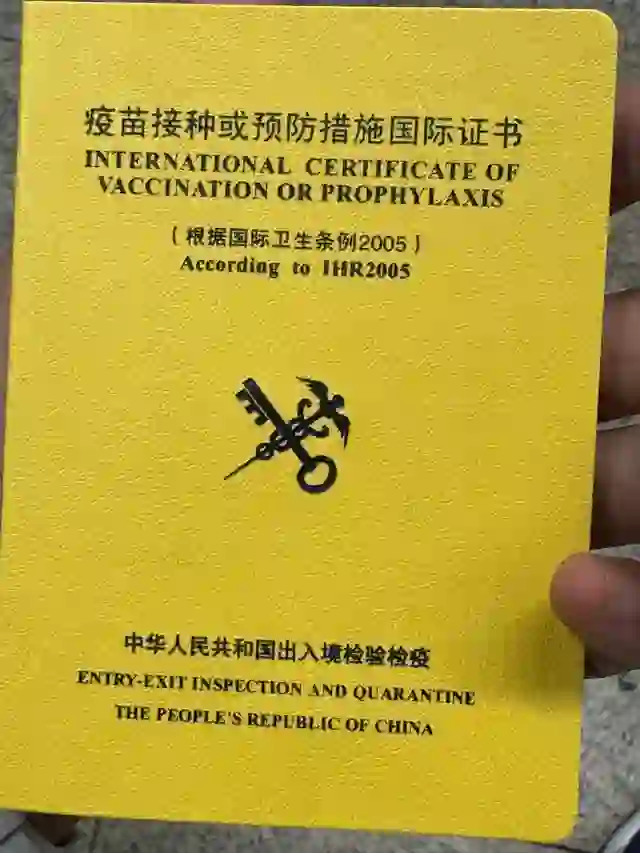 疫苗接种或预防措施国际证书
INTERNATIONAL CERTIFICATE OF
VACCINATION OR PROPHYLAXIS
（根据国际卫生条例2005）
According to IHR2005
中华人民共和国出入境检验检疫
ENTRY-EXIT INSPECTION AND QUARANTINE
THE PEOPLE'S REPUBLIC OF CHINA